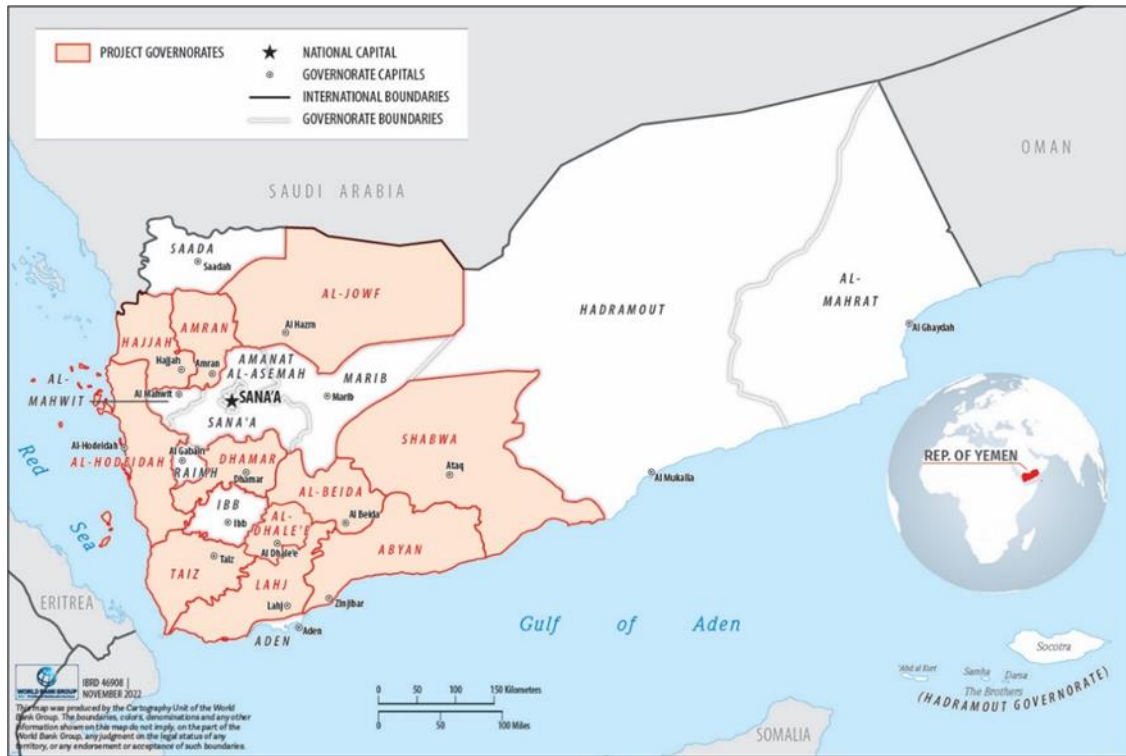 PROJECT GOVERNORATES
NATIONAL CAPITAL
GOVERNORATE CAPITALS
INTERNATIONAL BOUNDARIES
GOVERNORATE BOUNDARIES
SAUDI ARABIA
OMAN
SAADA
Saadah
AL-JOWF
Al Hazm
HADRAMOUT
AL-
MAHRAT
Al Ghaydah
HAJJAH
Hajjah
AMRAN
Amran
AMANAT
AL-ASEMAH
MARIB
Marib
AL-
MAHWIT
Al Mahwit
SANA'A
SANA'A
SHABWA
Ataq
Al Mukalla
REP. OF YEMEN
Red
Sea
Al-Hodeidah
AL-HODEIDAH
Al Gabain
RAIMH
DHAMAR
Dhamar
AL-BEIDA
Al Beida
IBB
Ibb
AL-
DHALE'E
Al Dhale'e
ABYAN
TAIZ
Taiz
LAHJ
Lahj
Zinjibar
ADEN
Aden
ERITREA
Gulf of Aden
Socotra
'Abd al Kuri
Samha
Darsa
The Brothers
(HADRAMOUT GOVERNORATE)
SOMALIA
WORLD BANK GROUP
IBRD 46908 |
NOVEMBER 2022
This map was produced by the Cartography Unit of the World
Bank Group. The boundaries, colors, denominations and any other
information shown on this map do not imply, on the part of the
World Bank Group, any judgment on the legal status of any
territory, or any endorsement or acceptance of such boundaries.
0 50 100 150 Kilometers
0 50 100 Miles